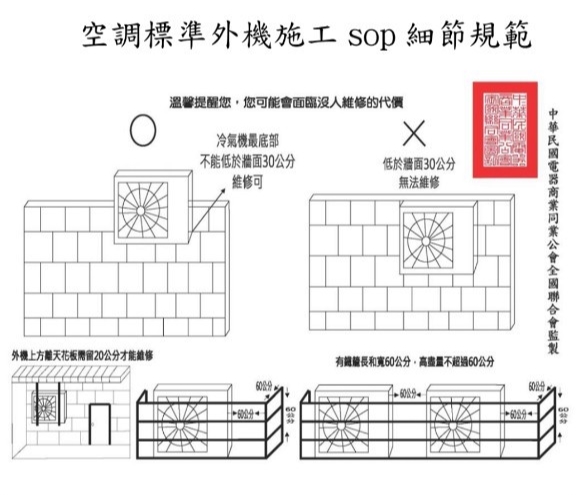 空調標準外機施工 sop 細節規範
溫馨提醒您，您可能會面臨沒人維修的代價
冷氣機最底部
不能低於牆面30公分
維修可
低於牆面30公分
無法維修
中華民國電器商業同業公會全國聯合會監製
外機上方離天花板需留20公分才能維修
有鐵籠長和寬60公分，高盡量不超過60公分
60公分
60公分
60公分
60公分
60公分
60公分
60公分